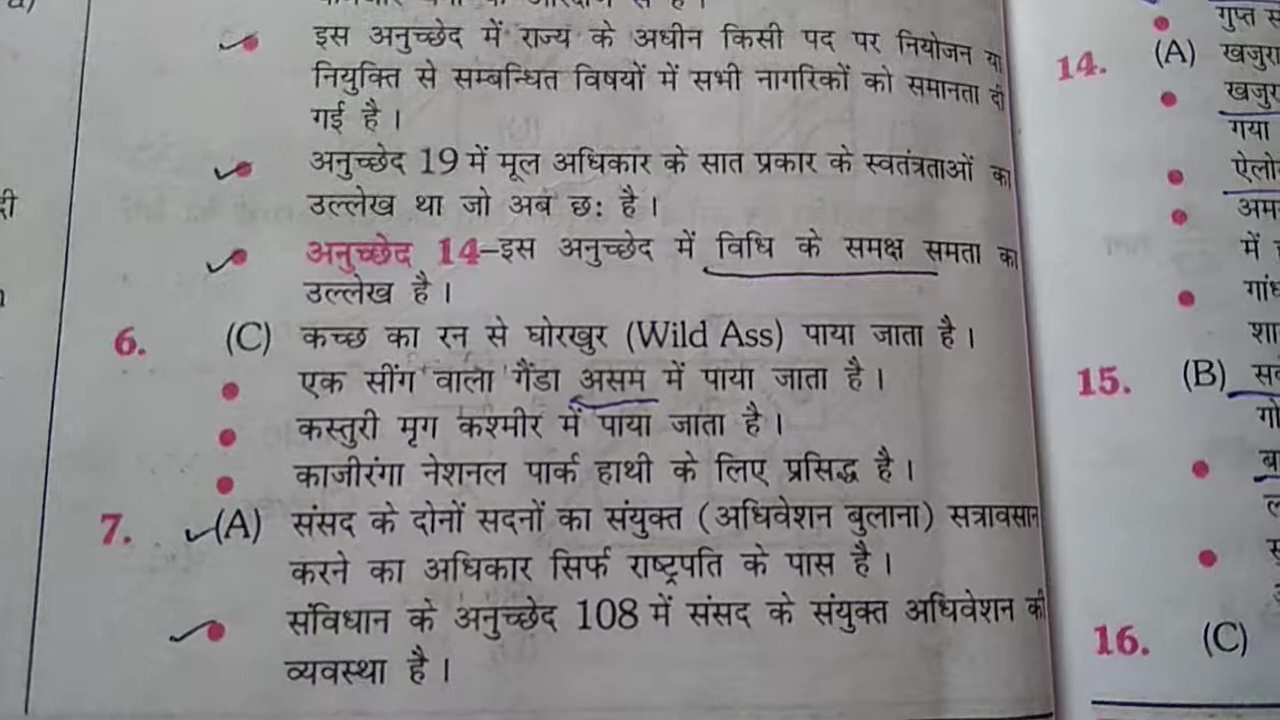 इस अनुच्छेद में राज्य के अधीन किसी पद पर नियोजन या
नियुक्ति से सम्बन्धित विषयों में सभी नागरिकों को समानता दी
गई है।
अनुच्छेद 19 में मूल अधिकार के सात प्रकार के स्वतंत्रताओं का
उल्लेख था जो अब छः है।
अनुच्छेद 14–इस अनुच्छेद में विधि के समक्ष समता का
उल्लेख है।
6. (C) कच्छ का रन से घोरखुर (Wild Ass) पाया जाता है।
एक सींग वाला गैंडा असम में पाया जाता है।
कस्तुरी मृग कश्मीर में पाया जाता है।
काजीरंगा नेशनल पार्क हाथी के लिए प्रसिद्ध है।
7. (A) संसद के दोनों सदनों का संयुक्त (अधिवेशन बुलाना) सत्रावसान
करने का अधिकार सिर्फ राष्ट्रपति के पास है।
संविधान के अनुच्छेद 108 में संसद के संयुक्त अधिवेशन की
व्यवस्था है।
गुप्त
14. (A)
गया
में
15. (B)
16. (C)